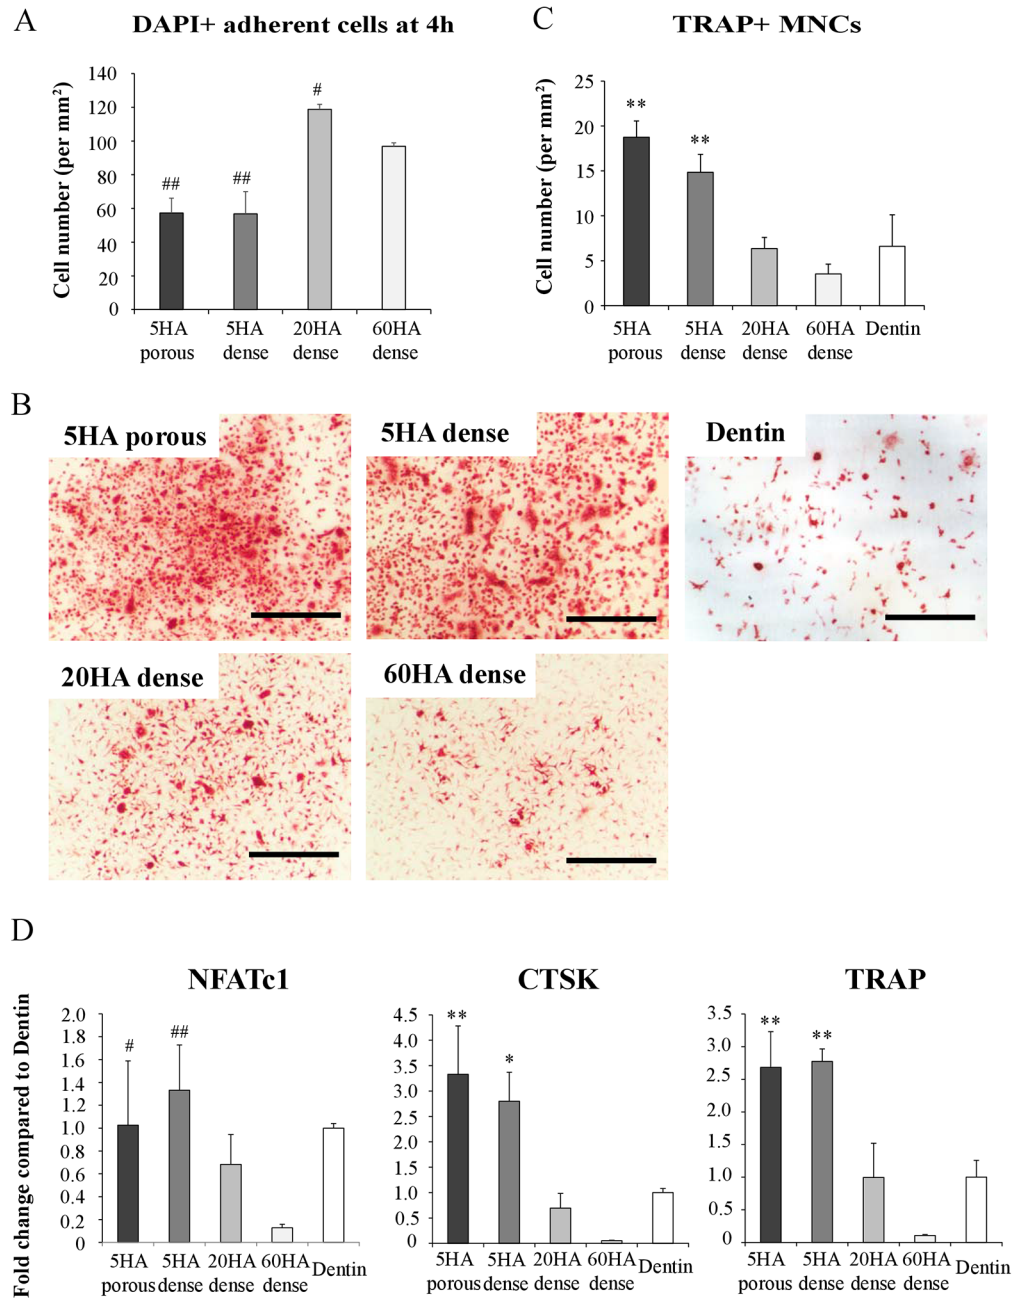 A
DAPI+ adherent cells at 4h
Cell number (per mm²)
140
120
100
80
60
40
20
0
##
##
#
5HA porous
5HA dense
20HA dense
60HA dense
C
TRAP+ MNCs
Cell number (per mm²)
25
20
15
10
5
0
**
**
5HA porous
5HA dense
20HA dense
60HA dense
Dentin
B
5HA porous
5HA dense
Dentin
20HA dense
60HA dense
D
Fold change compared to Dentin
NFATc1
2.0
1.8
1.6
1.4
1.2
1.0
0.8
0.6
0.4
0.2
0
#
##
5HA porous
5HA dense
20HA dense
60HA dense
Dentin
CTSK
4.5
4.0
3.5
3.0
2.5
2.0
1.5
1.0
0.5
0
**
*
5HA porous
5HA dense
20HA dense
60HA dense
Dentin
TRAP
3.5
3.0
2.5
2.0
1.5
1.0
0.5
0
**
**
5HA porous
5HA dense
20HA dense
60HA dense
Dentin